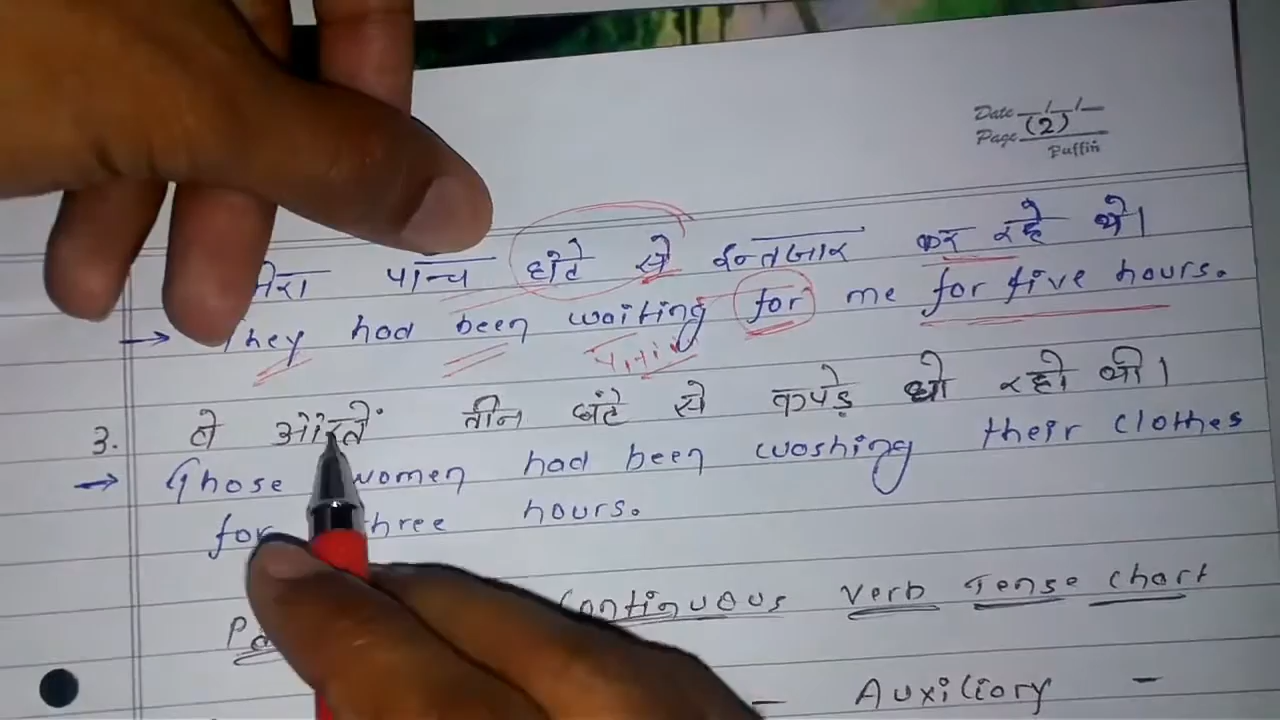 Date
Page (2)
Puffin
मेरा पान्च घंटे से इन्तजार कर रहे थे।
→ They had been waiting for me for five hours.
3. वे औरतें तीन घंटे से कपड़े धो रही थी।
→ Those women had been washing their clothes
for three hours.
Continuous Verb Tense chart
— Auxiliary —